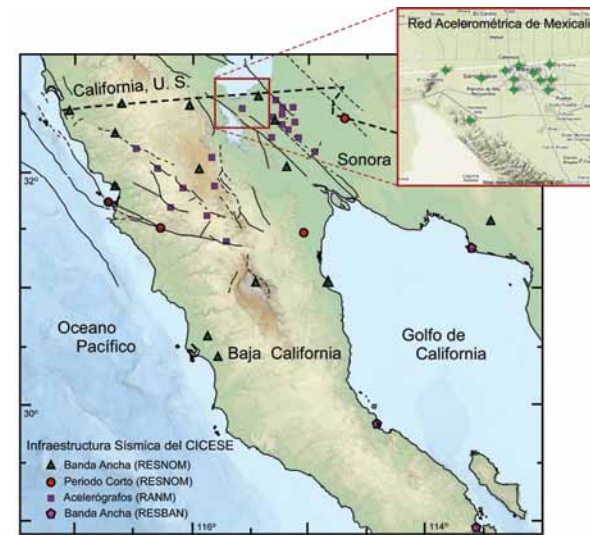 Red Acelerométrica de Mexicali
California, U. S.
Sonora
32°
Oceano
Pacífico
Baja California
Golfo de
California
30°
Infraestructura Sísmica del CICESE
Banda Ancha (RESNOM)
Periodo Corto (RESNOM)
Acelerógrafos (RANM)
Banda Ancha (RESBAN)
116°
114°